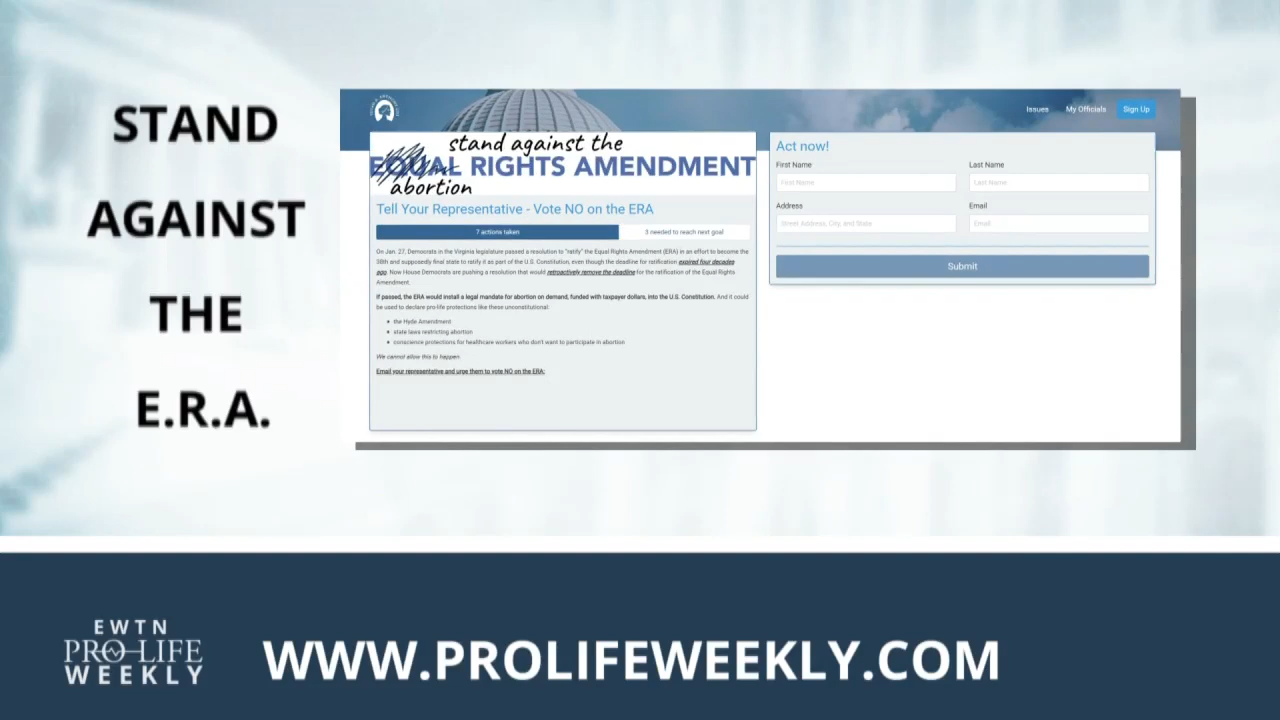 STAND
AGAINST
THE
E.R.A.
Issues
My Officials
Sign Up
stand against the
EQUAL RIGHTS AMENDMENT
abortion
Tell Your Representative - Vote NO on the ERA
7 actions taken
3 needed to reach next goal
On Jan. 27, Democrats in the Virginia legislature passed a resolution to "ratify" the Equal Rights Amendment (ERA) in an effort to become the
38th and supposedly final state to ratify it as part of the U.S. Constitution, even though the deadline for ratification expired four decades
ago. Now House Democrats are pushing a resolution that would retroactively remove the deadline for the ratification of the Equal Rights
Amendment.
If passed, the ERA would install a legal mandate for abortion on demand, funded with taxpayer dollars, into the U.S. Constitution. And it could
be used to declare pro-life protections like these unconstitutional:
• the Hyde Amendment
• state laws restricting abortion
• conscience protections for healthcare workers who don't want to participate in abortion
We cannot allow this to happen.
Email your representative and urge them to vote NO on the ERA:
Act now!
First Name
Last Name
First Name
Last Name
Address
Email
Street Address, City, and State
Email
Submit
EWTN
PRO-LIFE
WEEKLY
WWW.PROLIFEWEEKLY.COM